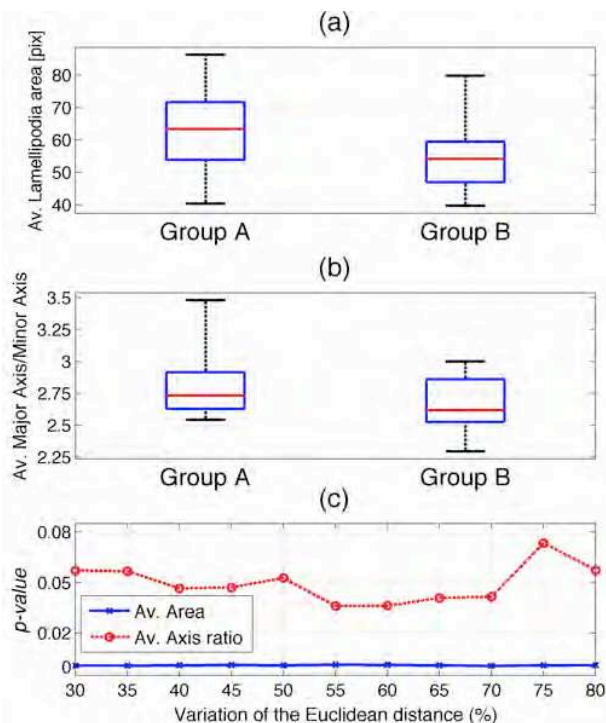 (a)
Av. Lamellipodia area [pix]
80
70
60
50
40
Group A Group B
(b)
Av. Major Axis/Minor Axis
3.5
3.25
3
2.75
2.5
2.25
Group A Group B
(c)
p-value
0.08
0.05
0.02
0
Av. Area
Av. Axis ratio
30 35 40 45 50 55 60 65 70 75 80
Variation of the Euclidean distance (%)